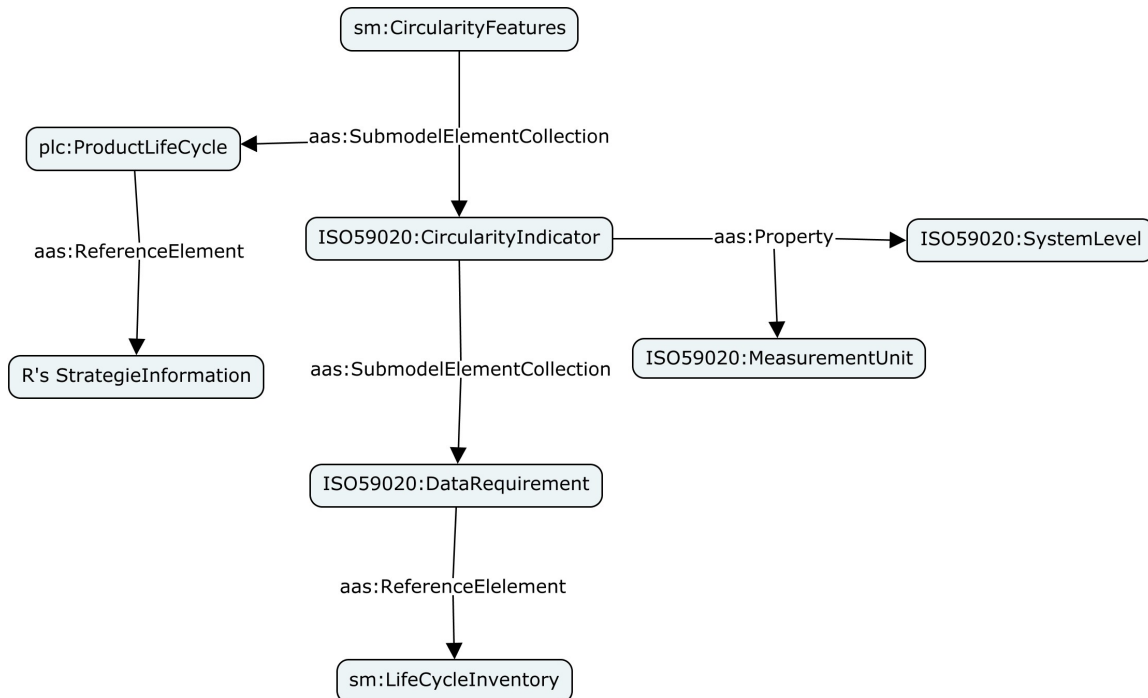 sm:CircularityFeatures
plc:ProductLifeCycle
aas:SubmodelElementCollection
aas:ReferenceElement
ISO59020:CircularityIndicator
aas:Property
ISO59020:SystemLevel
R's StrategieInformation
aas:SubmodelElementCollection
ISO59020:MeasurementUnit
ISO59020:DataRequirement
aas:ReferenceElelement
sm:LifeCycleInventory